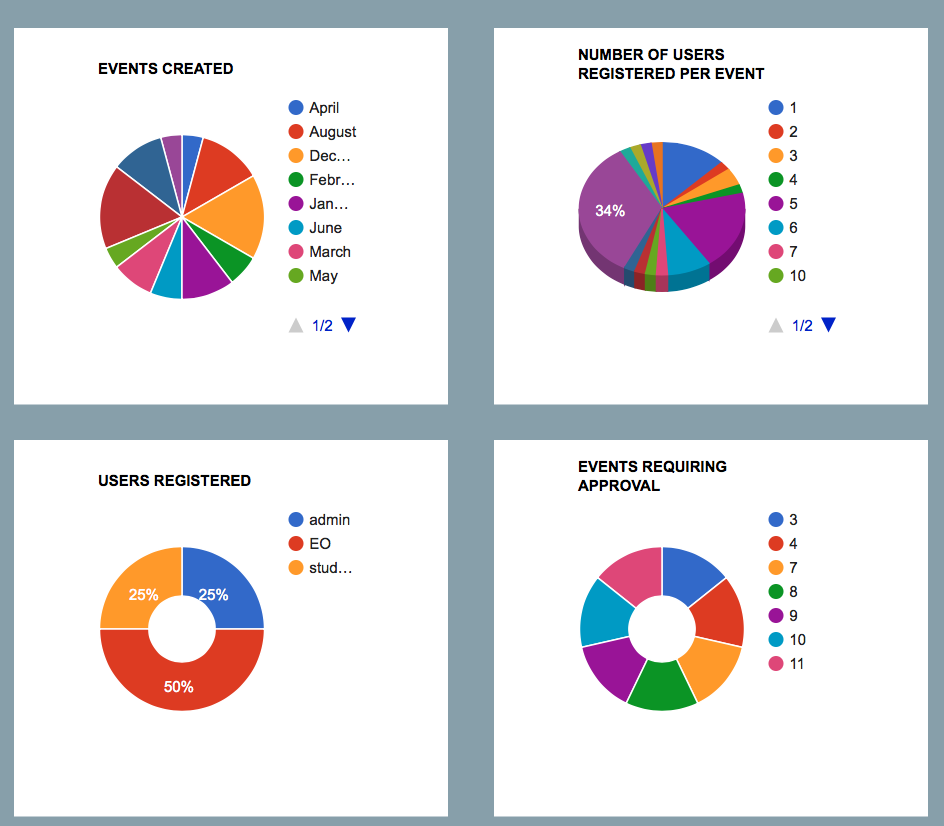 EVENTS CREATED
April
August
Dec...
Febr...
Jan...
June
March
May
1/2
NUMBER OF USERS
REGISTERED PER EVENT
34%
1
2
3
4
5
6
7
10
1/2
USERS REGISTERED
admin
EO
stud...
25%
25%
50%
EVENTS REQUIRING
APPROVAL
3
4
7
8
9
10
11